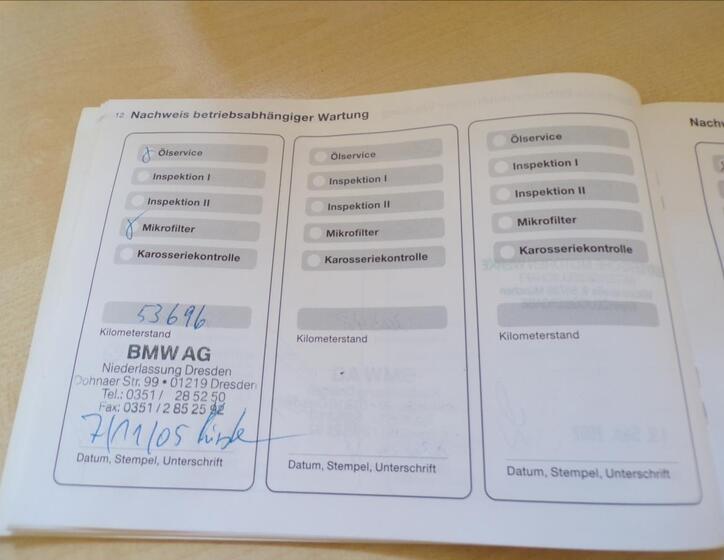 12 Nachweis betriebsabhängiger Wartung
Ölservice
Inspektion I
Inspektion II
Mikrofilter
Karosseriekontrolle
53696
Kilometerstand
BMW AG
Niederlassung Dresden
Dohnaer Str. 99 • 01219 Dresden
Tel.: 0351 / 28 52 50
Fax: 0351 / 2 85 25 92
7/11/05
Datum, Stempel, Unterschrift
Ölservice
Inspektion I
Inspektion II
Mikrofilter
Karosseriekontrolle
Kilometerstand
Datum, Stempel, Unterschrift
Ölservice
Inspektion I
Inspektion II
Mikrofilter
Karosseriekontrolle
Kilometerstand
Datum, Stempel, Unterschrift
Nachw